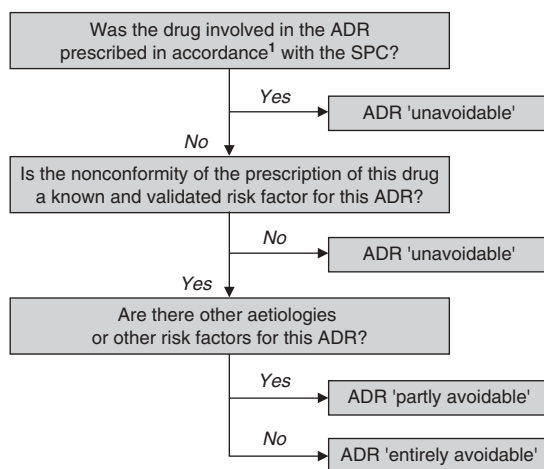 Was the drug involved in the ADR
prescribed in accordance1 with the SPC?
Yes
ADR 'unavoidable'
No
Is the nonconformity of the prescription of this drug
a known and validated risk factor for this ADR?
No
ADR 'unavoidable'
Yes
Are there other aetiologies
or other risk factors for this ADR?
Yes
ADR 'partly avoidable'
No
ADR 'entirely avoidable'